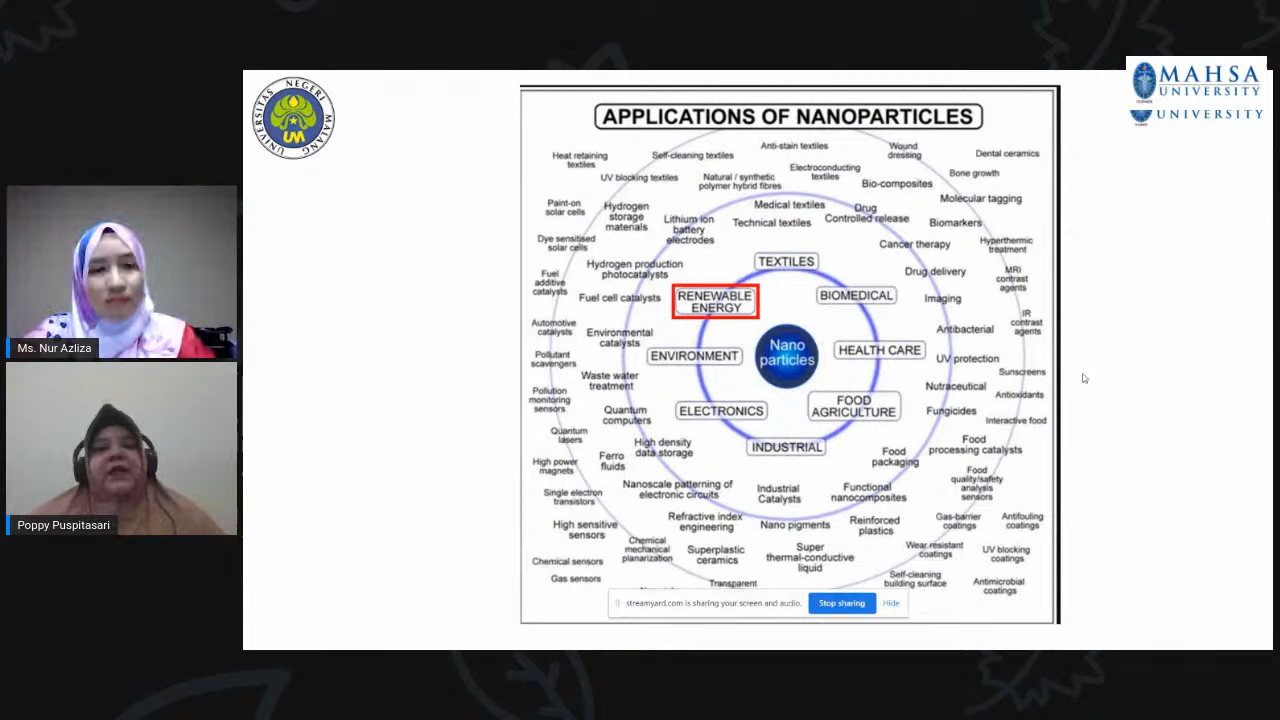 UNIVERSITAS NEGERI MALANG
UM
MAHSA
UNIVERSITY
UNIVERSITY
APPLICATIONS OF NANOPARTICLES
Heat retaining
textiles
Self-cleaning textiles
Anti-stain textiles
Wound
dressing
Dental ceramics
UV blocking textiles
Natural / synthetic
polymer hybrid fibres
Electroconducting
textiles
Bio-composites
Bone growth
Paint-on
solar cells
Hydrogen
storage
materials
Lithium ion
battery
electrodes
Medical textiles
Technical textiles
Drug
Controlled release
Molecular tagging
Biomarkers
Dye sensitised
solar cells
Cancer therapy
Hyperthermic
treatment
Hydrogen production
photocatalysts
TEXTILES
Drug delivery
MRI
contrast
agents
Fuel
additive
catalysts
Fuel cell catalysts
RENEWABLE
ENERGY
BIOMEDICAL
Imaging
IR
contrast
agents
Automotive
catalysts
Environmental
catalysts
Antibacterial
Nano
particles
Pollutant
scavengers
ENVIRONMENT
HEALTH CARE
UV protection
Sunscreens
Waste water
treatment
Nutraceutical
Antioxidants
Pollution
monitoring
sensors
Quantum
computers
ELECTRONICS
FOOD
AGRICULTURE
Fungicides
Interactive food
Quantum
lasers
High density
data storage
INDUSTRIAL
Food
processing catalysts
High power
magnets
Ferro
fluids
Food
packaging
Food
quality/safety
analysis
sensors
Single electron
transistors
Nanoscale patterning of
electronic circuits
Industrial
Catalysts
Functional
nanocomposites
High sensitive
sensors
Refractive index
engineering
Nano pigments
Reinforced
plastics
Gas-barrier
coatings
Antifouling
coatings
Chemical sensors
Chemical
mechanical
planarization
Superplastic
ceramics
Super
thermal-conductive
liquid
Wear resistant
coatings
UV blocking
coatings
Gas sensors
Transparent
Self-cleaning
building surface
Antimicrobial
coatings
streamyard.com is sharing your screen and audio.
Stop sharing
Hide
Ms. Nur Azliza
Poppy Puspitasari